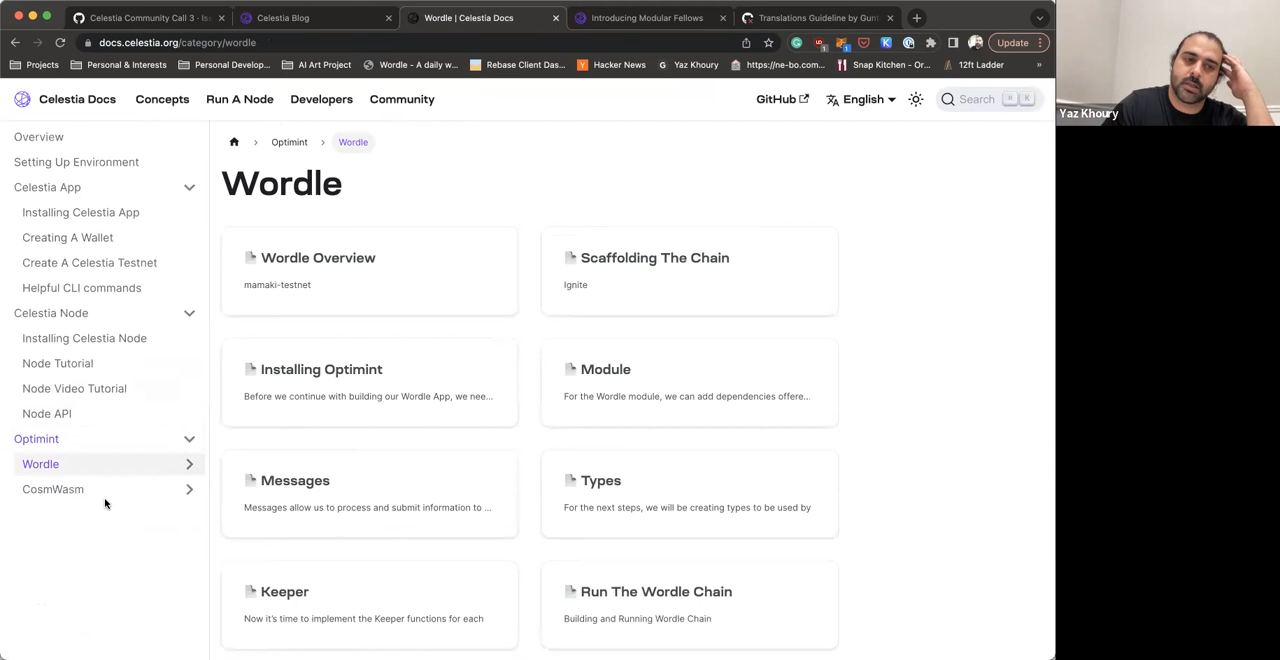 Celestia Community Call 3 - Iss
Celestia Blog
Wordle | Celestia Docs
Introducing Modular Fellows
Translations Guideline by Gunt
docs.celestia.org/category/wordle
Update
Projects
Personal & Interests
Personal Develop...
AI Art Project
Wordle - A daily w...
Rebase Client Das...
Hacker News
Yaz Khoury
https://ne-bo.com...
Snap Kitchen - Or...
12ft Ladder
»
Celestia Docs
Concepts
Run A Node
Developers
Community
GitHub
English
Search
K
Overview
Setting Up Environment
Celestia App
Installing Celestia App
Creating A Wallet
Create A Celestia Testnet
Helpful CLI commands
Celestia Node
Installing Celestia Node
Node Tutorial
Node Video Tutorial
Node API
Optimint
Wordle
CosmWasm
Optimint
Wordle
Wordle
Wordle Overview
mamaki-testnet
Scaffolding The Chain
Ignite
Installing Optimint
Before we continue with building our Wordle App, we nee...
Module
For the Wordle module, we can add dependencies offere...
Messages
Messages allow us to process and submit information to ...
Types
For the next steps, we will be creating types to be used by
Keeper
Now it's time to implement the Keeper functions for each
Run The Wordle Chain
Building and Running Wordle Chain
Yaz Khoury